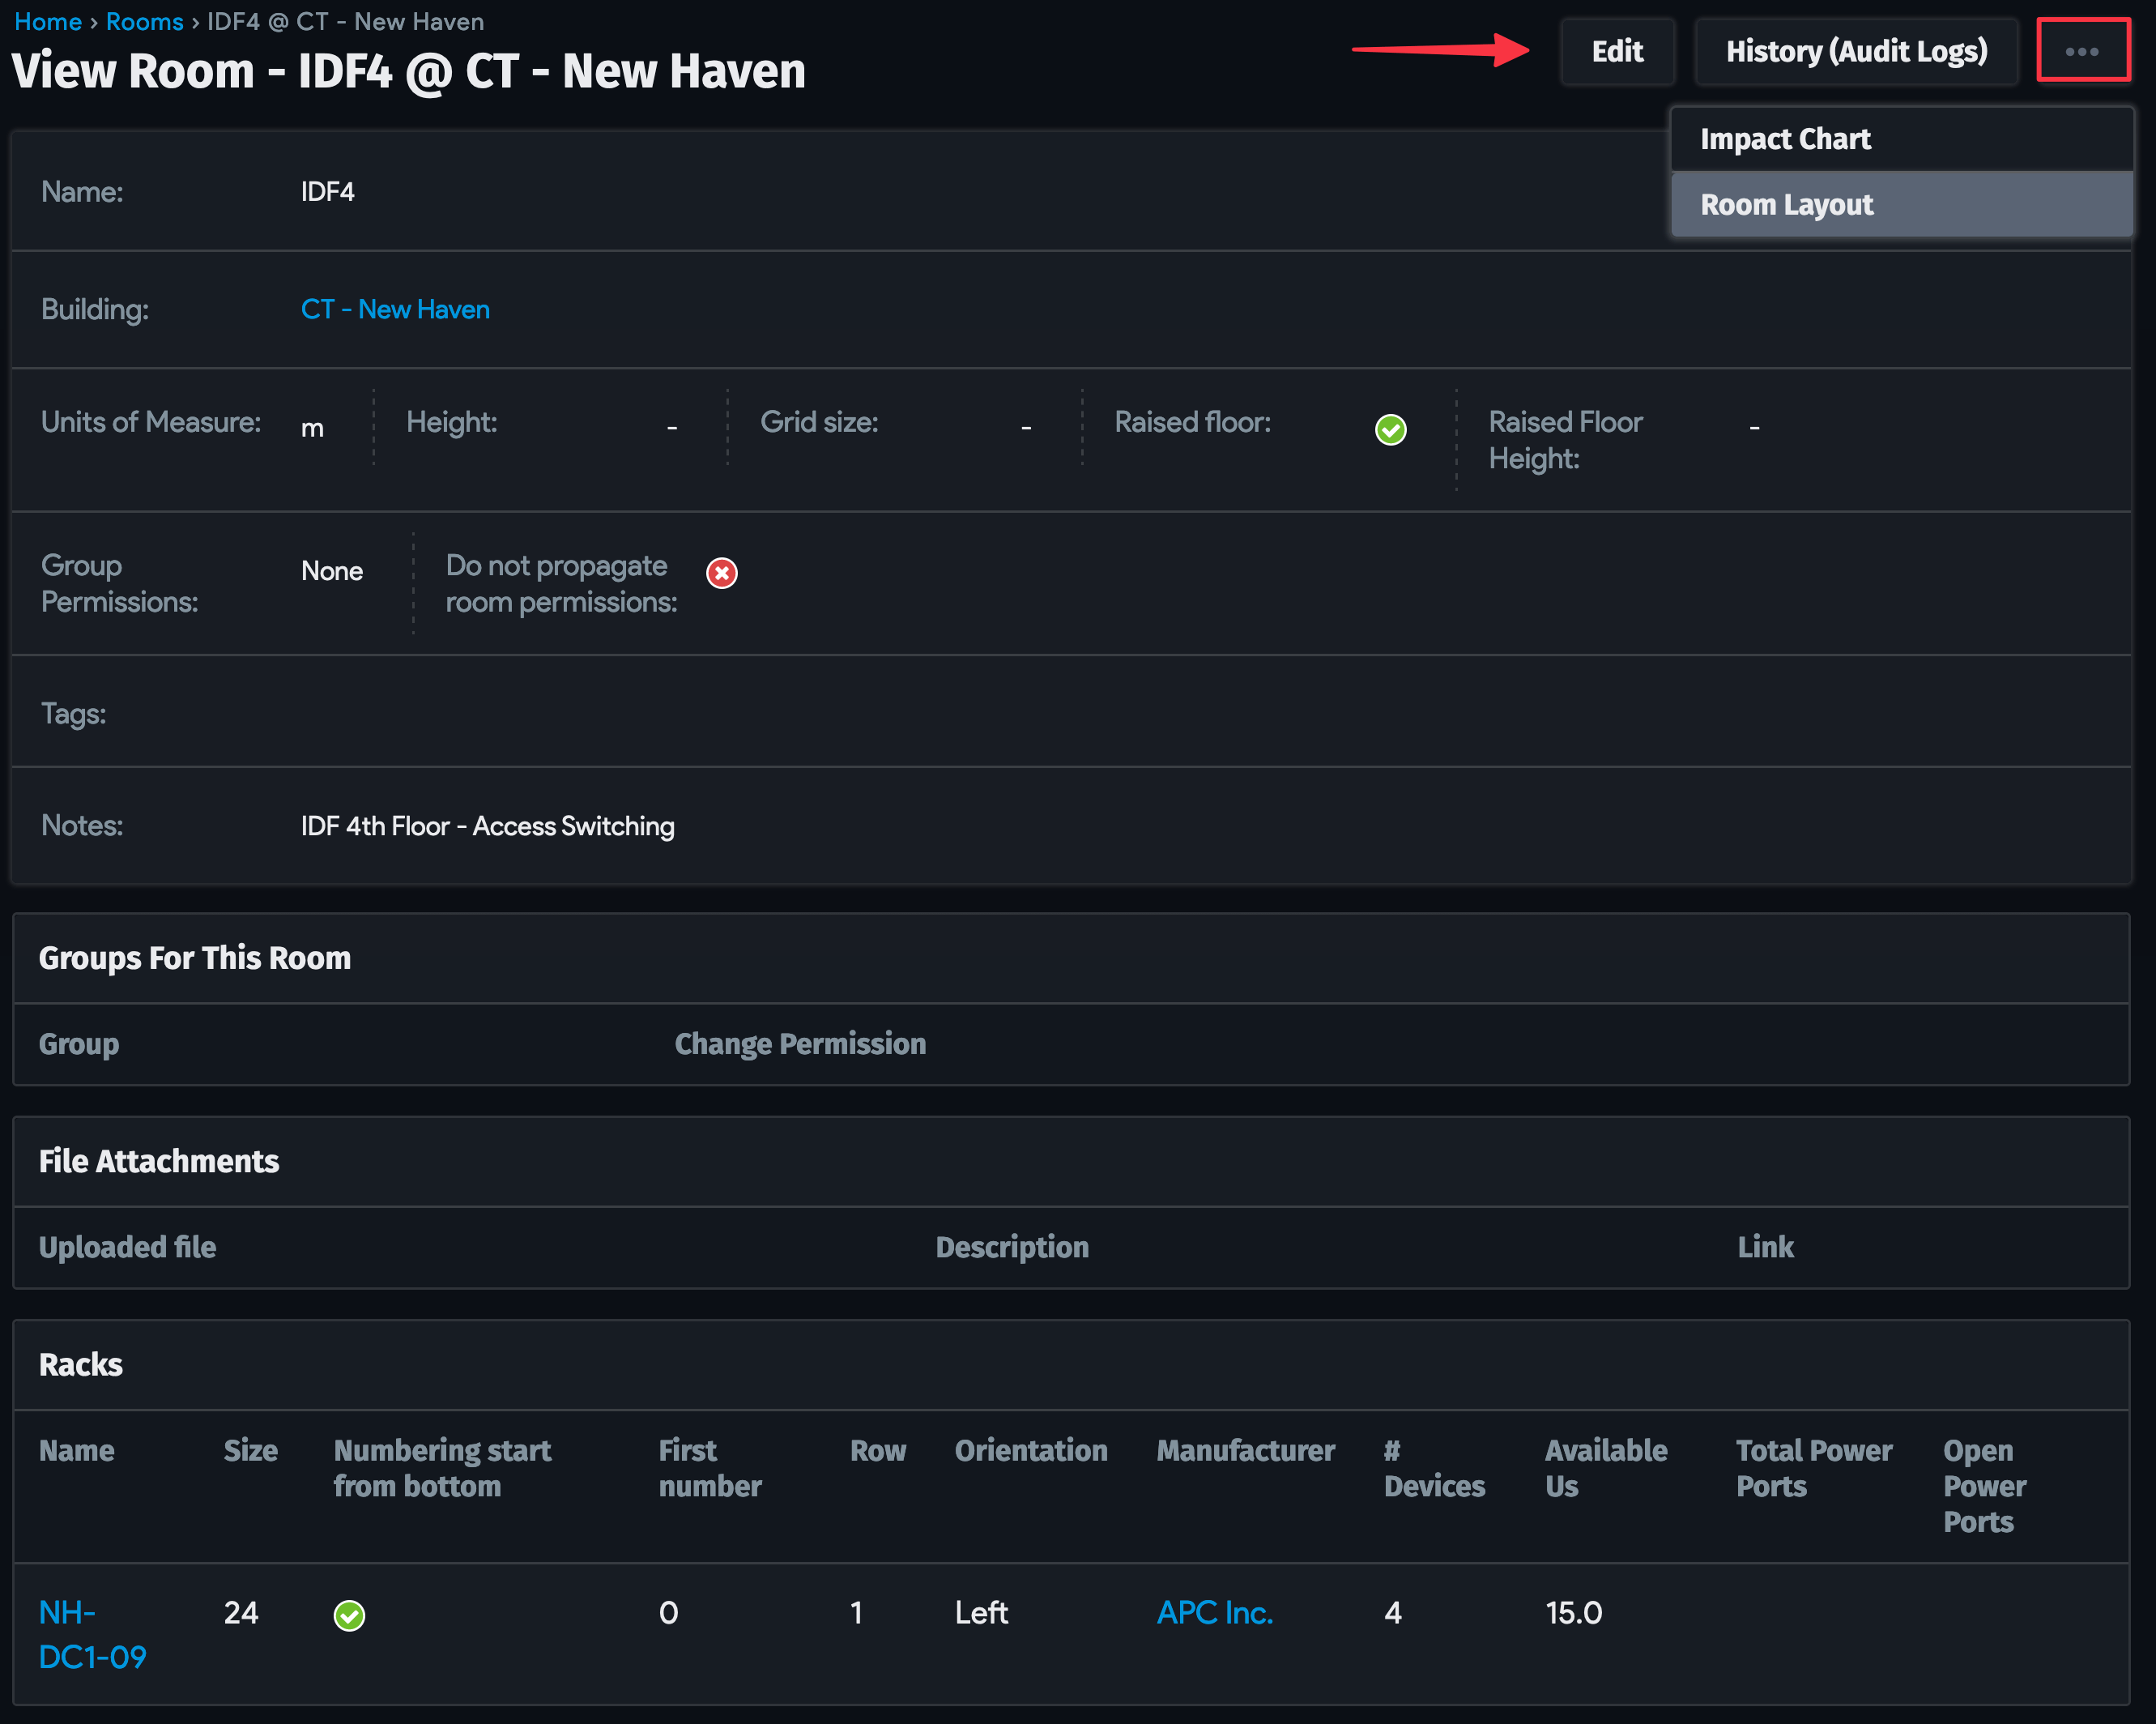 Home › Rooms › IDF4 @ CT - New Haven
View Room - IDF4 @ CT - New Haven
Edit
History (Audit Logs)
Impact Chart
Room Layout
Name: IDF4
Building: CT - New Haven
Units of Measure: m
Height: -
Grid size: -
Raised floor:
Raised Floor
Height:
-
Group
Permissions:
None
Do not propagate
room permissions:
Tags:
Notes: IDF 4th Floor - Access Switching
Groups For This Room
Group Change Permission
File Attachments
Uploaded file Description Link
Racks
Name
Size
Numbering start
from bottom
First
number
Row
Orientation
Manufacturer
#
Devices
Available
Us
Total Power
Ports
Open
Power
Ports
NH-
DC1-09
24
0
1
Left
APC Inc.
4
15.0